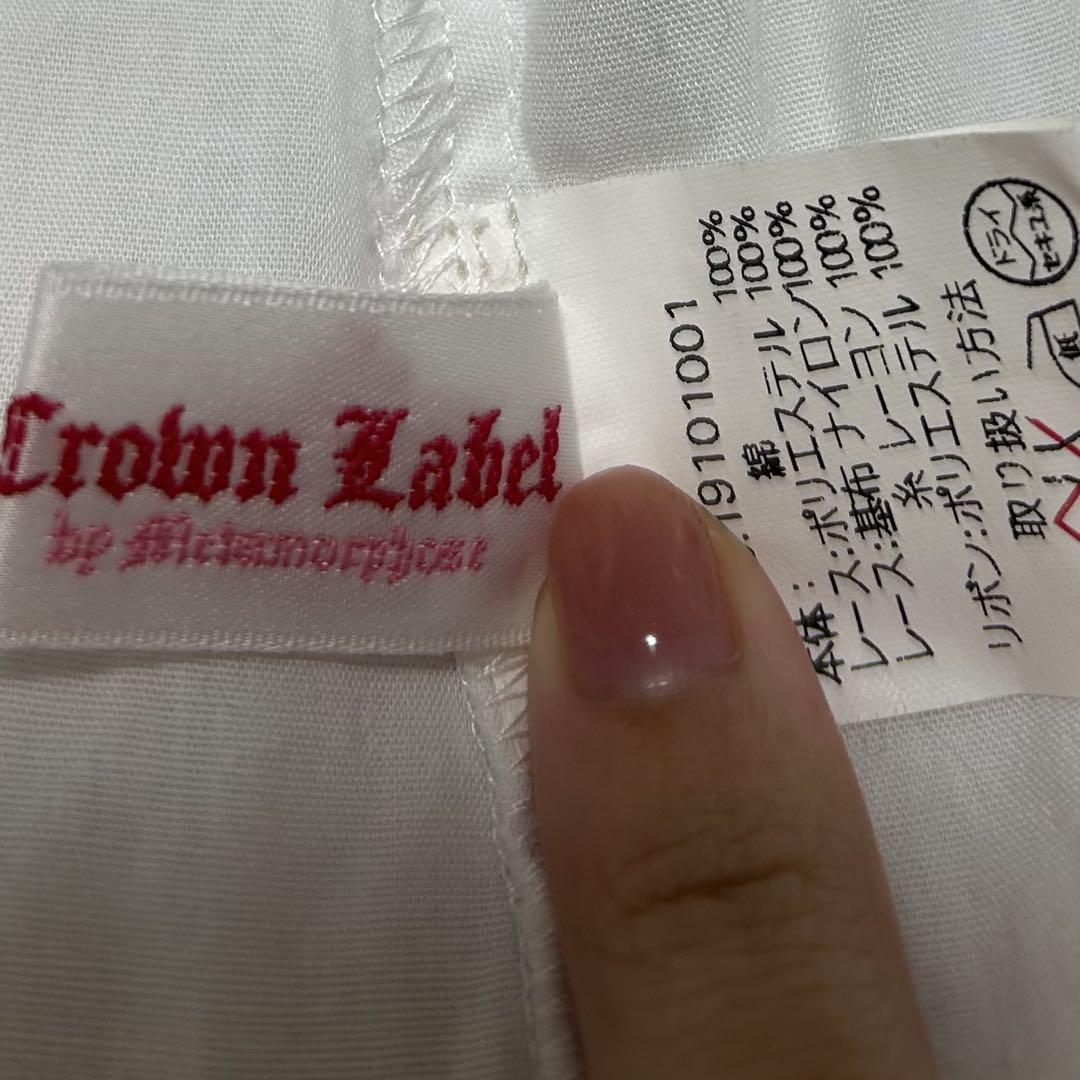 Crown Label
by Metamorphose
19101001
本体: 綿 100%
レース:ポリエステル 100%
レース:基布 ナイロン 100%
糸 レーヨン 100%
リボン:ポリエステル 100%
取り扱い方法
ドライ
セキユ系
低